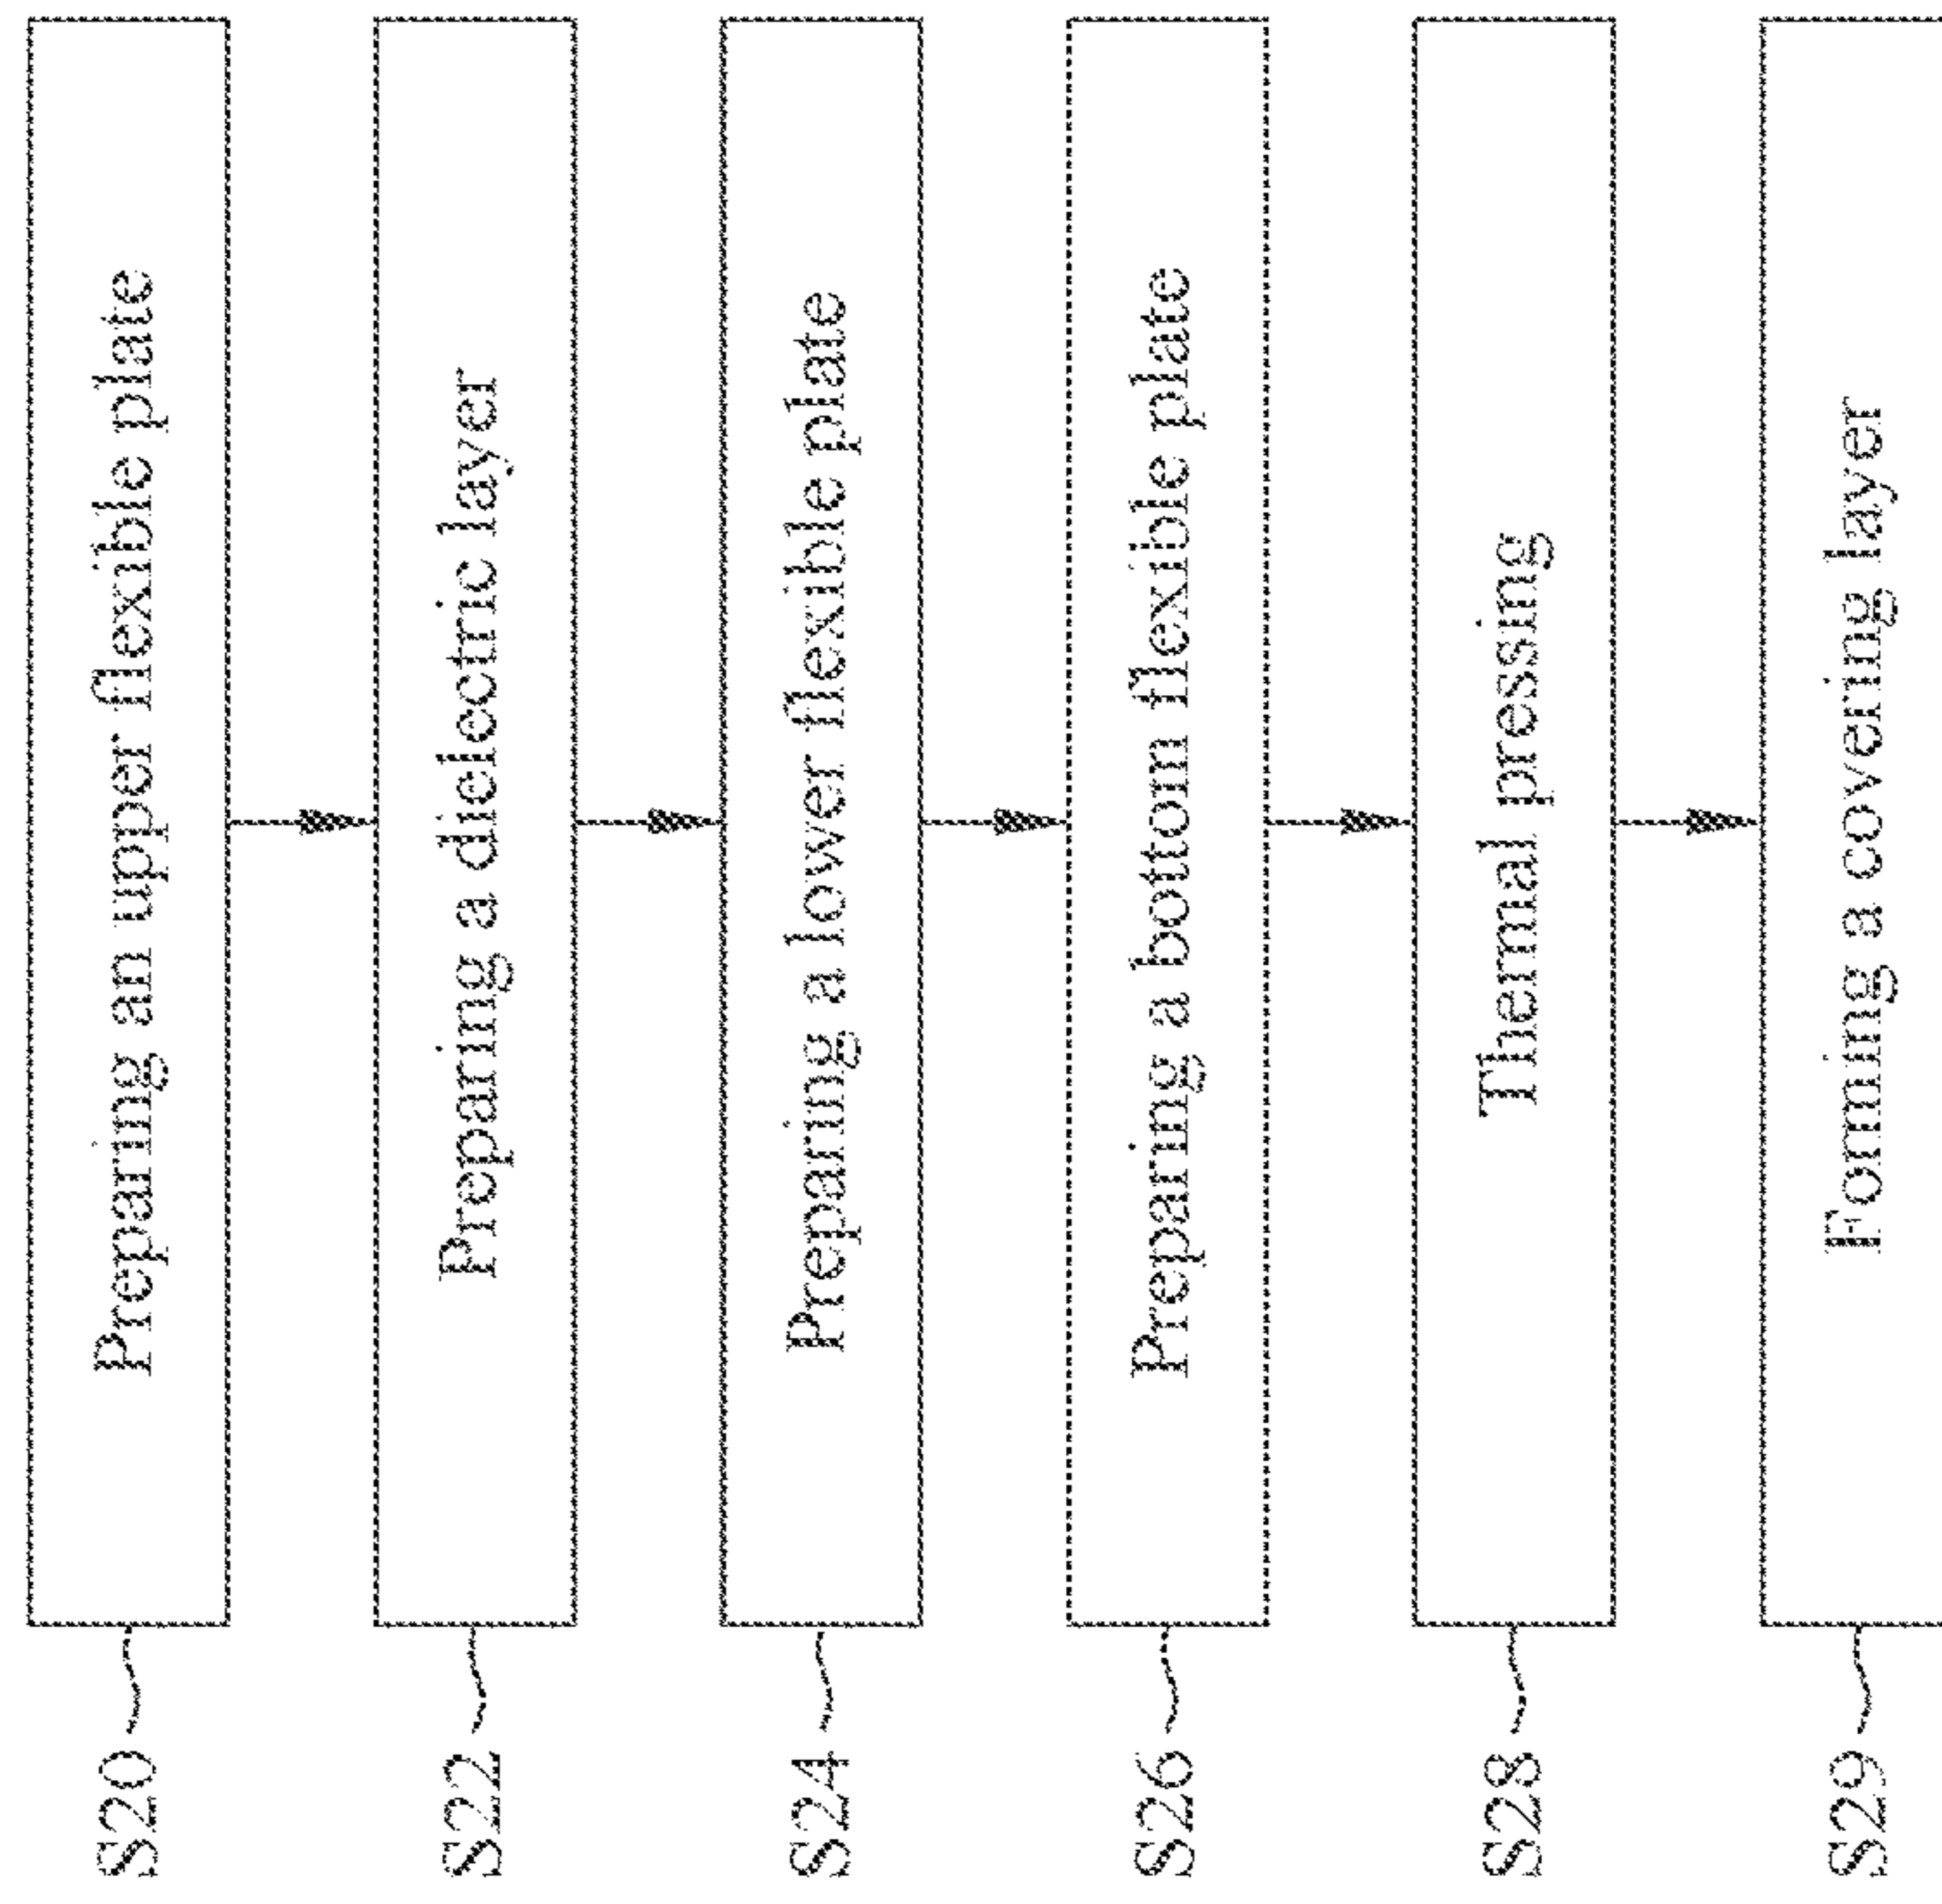 S20 Preparing an upper flexible plate
S22 Preparing a dielectric layer
S24 Preparing a lower flexible plate
S26 Preparing a bottom flexible plate
S28 Thermal pressing
S29 Forming a covering layer